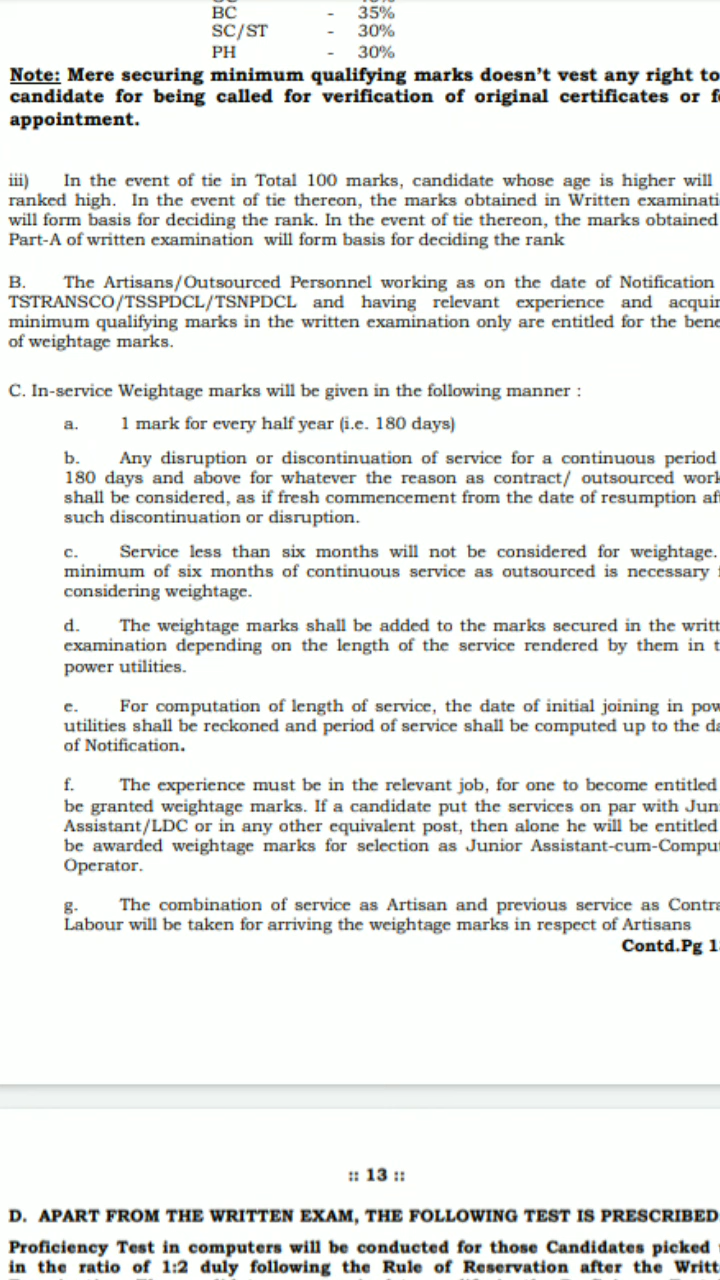 BC - 35%
SC/ST - 30%
PH - 30%
Note: Mere securing minimum qualifying marks doesn't vest any right to
candidate for being called for verification of original certificates or
appointment.
iii) In the event of tie in Total 100 marks, candidate whose age is higher will
ranked high. In the event of tie thereon, the marks obtained in Written examinati
will form basis for deciding the rank. In the event of tie thereon, the marks obtained
Part-A of written examination will form basis for deciding the rank
B. The Artisans/Outsourced Personnel working as on the date of Notification
TSTRANSCO/TSSPDCL/TSNPDCL and having relevant experience and acquir
minimum qualifying marks in the written examination only are entitled for the bene
of weightage marks.
C. In-service Weightage marks will be given in the following manner :
a. 1 mark for every half year (i.e. 180 days)
b. Any disruption or discontinuation of service for a continuous period
180 days and above for whatever the reason as contract/ outsourced work
shall be considered, as if fresh commencement from the date of resumption aft
such discontinuation or disruption.
c. Service less than six months will not be considered for weightage.
minimum of six months of continuous service as outsourced is necessary
considering weightage.
d. The weightage marks shall be added to the marks secured in the writt
examination depending on the length of the service rendered by them in t
power utilities.
e. For computation of length of service, the date of initial joining in pow
utilities shall be reckoned and period of service shall be computed up to the da
of Notification.
f. The experience must be in the relevant job, for one to become entitled
be granted weightage marks. If a candidate put the services on par with Jun
Assistant/LDC or in any other equivalent post, then alone he will be entitled
be awarded weightage marks for selection as Junior Assistant-cum-Comput
Operator.
g. The combination of service as Artisan and previous service as Contra
Labour will be taken for arriving the weightage marks in respect of Artisans
Contd.Pg 1
:: 13 ::
D. APART FROM THE WRITTEN EXAM, THE FOLLOWING TEST IS PRESCRIBED
Proficiency Test in computers will be conducted for those Candidates picked
in the ratio of 1:2 duly following the Rule of Reservation after the Writt